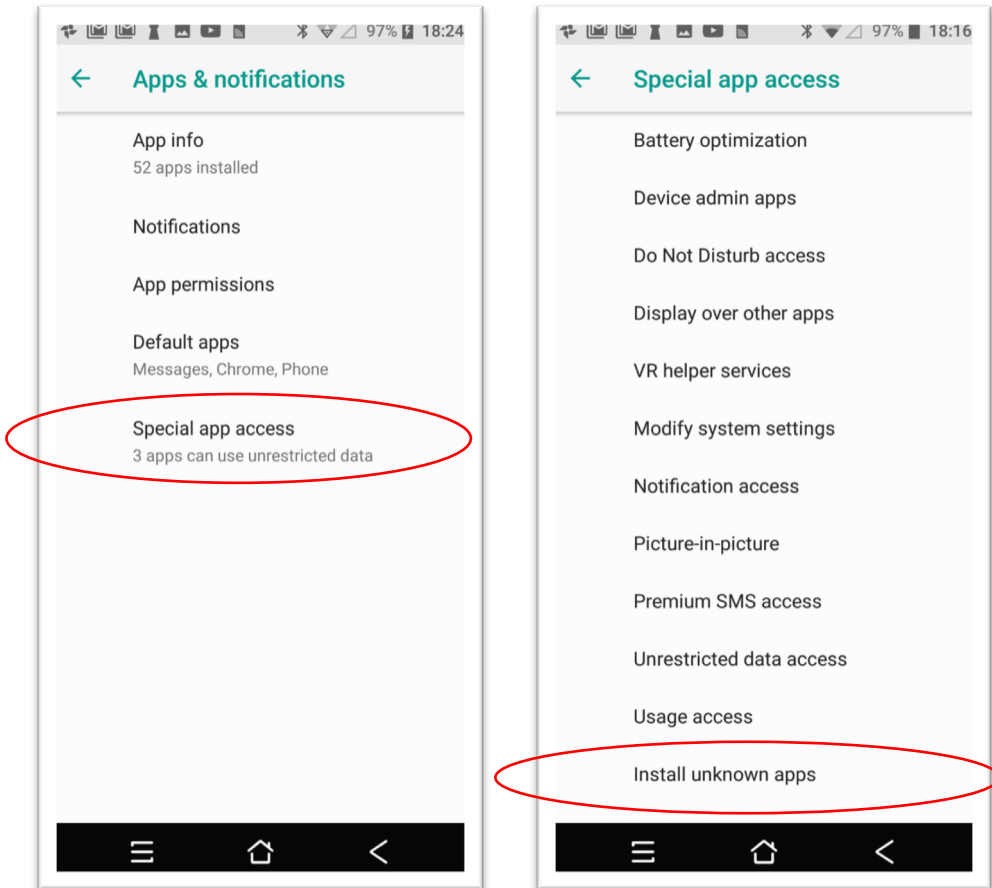 97% 18:24
Apps & notifications
App info
52 apps installed
Notifications
App permissions
Default apps
Messages, Chrome, Phone
Special app access
3 apps can use unrestricted data
97% 18:16
Special app access
Battery optimization
Device admin apps
Do Not Disturb access
Display over other apps
VR helper services
Modify system settings
Notification access
Picture-in-picture
Premium SMS access
Unrestricted data access
Usage access
Install unknown apps